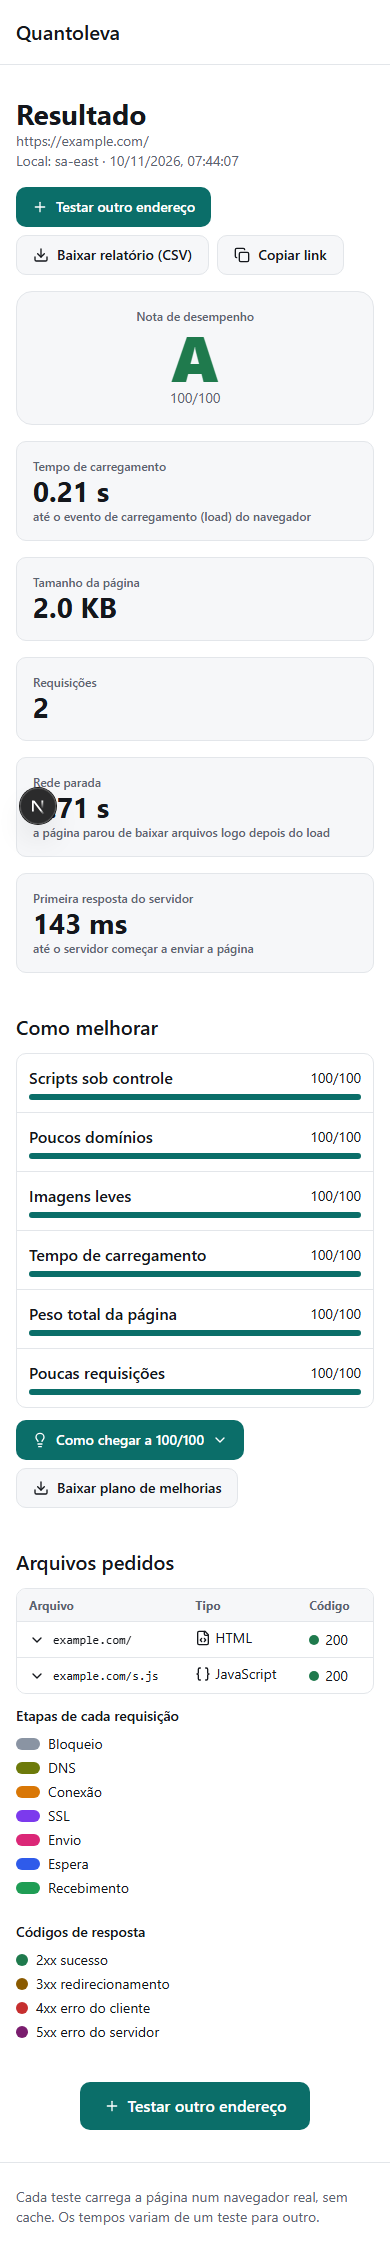 Quantoleva
Resultado
https://example.com/
Local: sa-east · 10/11/2026, 07:44:07
Testar outro endereço
Baixar relatório (CSV)
Copiar link
Nota de desempenho
A
100/100
Tempo de carregamento
0.21 s
até o evento de carregamento (load) do navegador
Tamanho da página
2.0 KB
Requisições
2
Rede parada
71 s
a página parou de baixar arquivos logo depois do load
Primeira resposta do servidor
143 ms
até o servidor começar a enviar a página
Como melhorar
Scripts sob controle 100/100
Poucos domínios 100/100
Imagens leves 100/100
Tempo de carregamento 100/100
Peso total da página 100/100
Poucas requisições 100/100
Como chegar a 100/100
Baixar plano de melhorias
Arquivos pedidos
Arquivo Tipo Código
example.com/ HTML 200
example.com/s.js JavaScript 200
Etapas de cada requisição
Bloqueio
DNS
Conexão
SSL
Envio
Espera
Recebimento
Códigos de resposta
2xx sucesso
3xx redirecionamento
4xx erro do cliente
5xx erro do servidor
Testar outro endereço
Cada teste carrega a página num navegador real, sem
cache. Os tempos variam de um teste para outro.